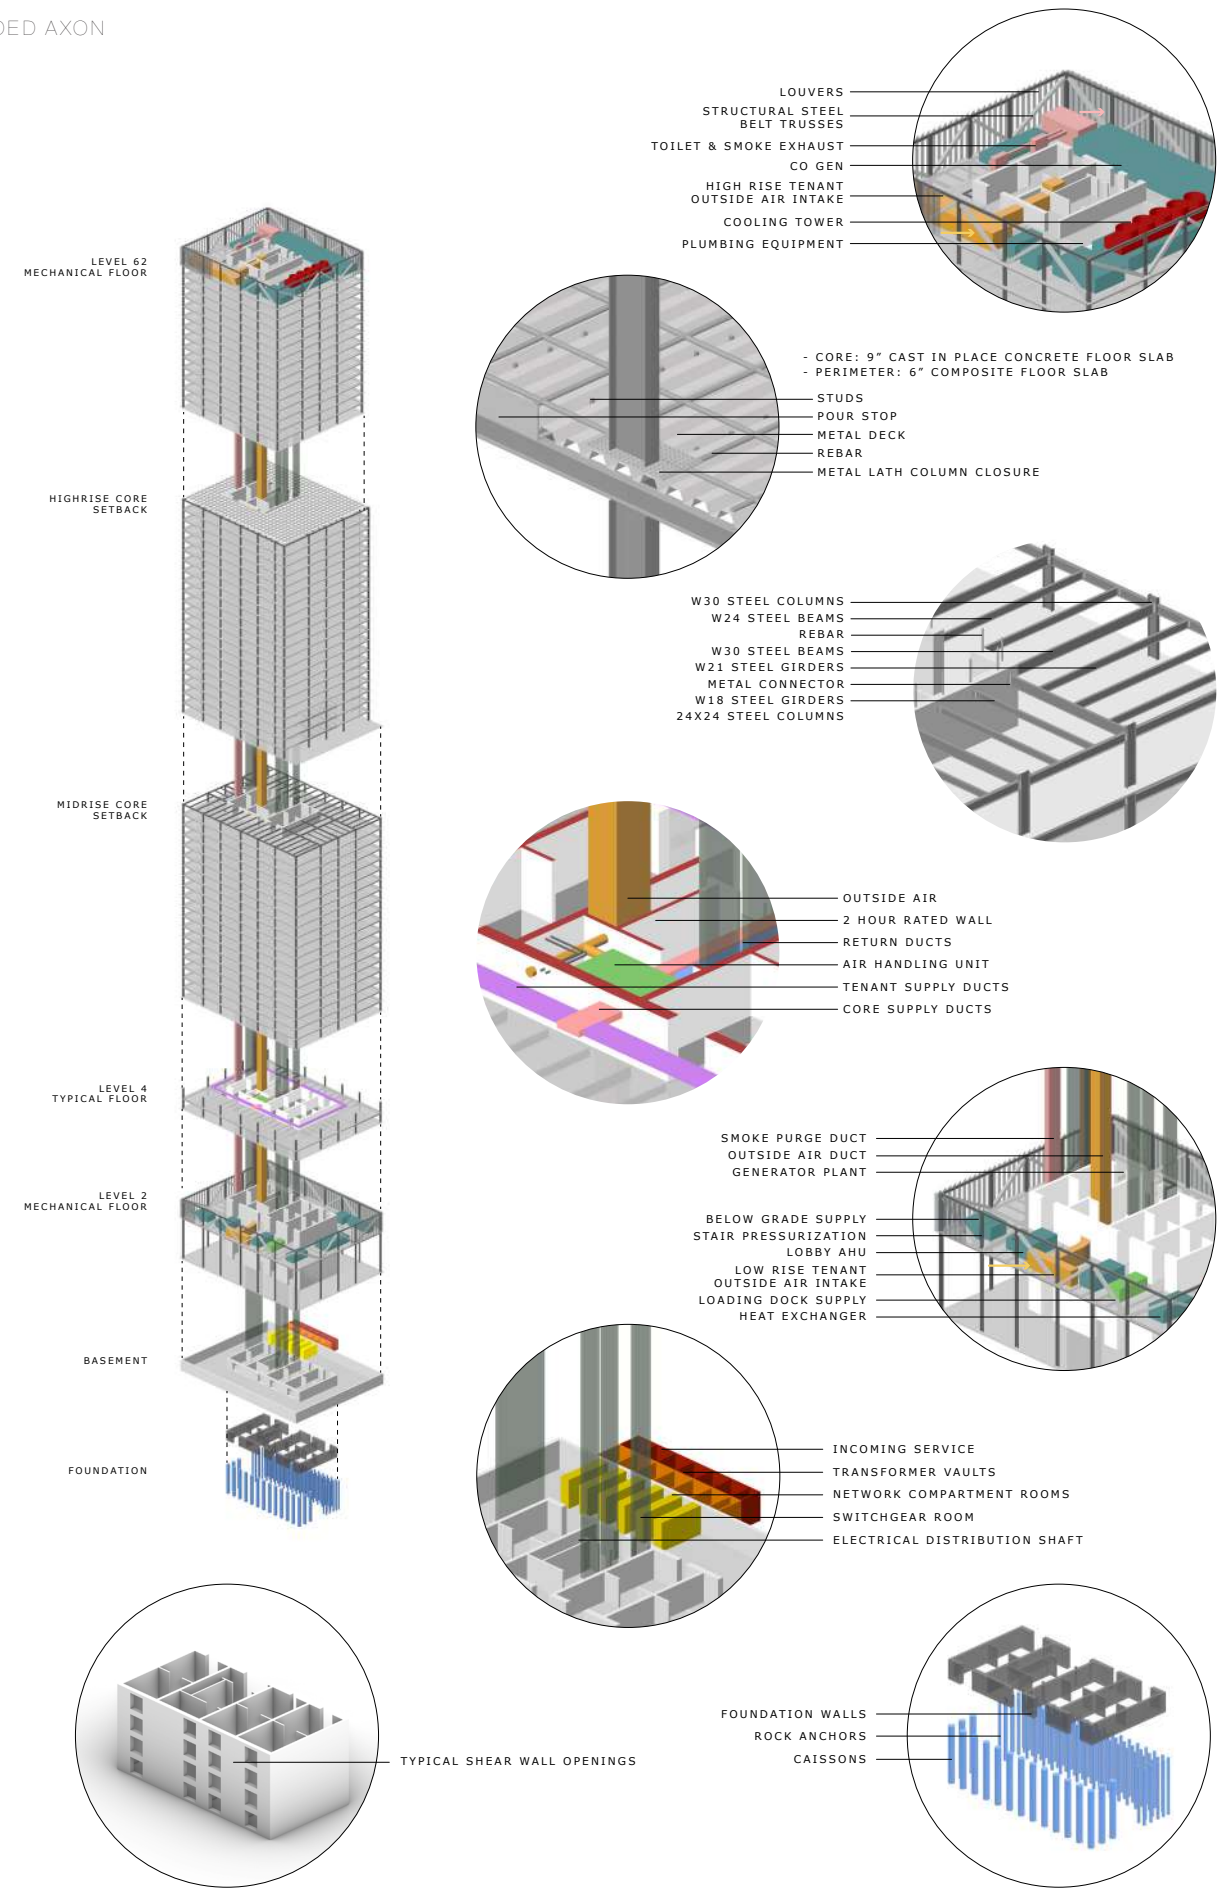 DED AXON
LOUVERS
STRUCTURAL STEEL
BELT TRUSSES
TOILET & SMOKE EXHAUST
CO GEN
HIGH RISE TENANT
OUTSIDE AIR INTAKE
COOLING TOWER
PLUMBING EQUIPMENT
LEVEL 62
MECHANICAL FLOOR
- CORE: 9" CAST IN PLACE CONCRETE FLOOR SLAB
- PERIMETER: 6" COMPOSITE FLOOR SLAB
STUDS
POUR STOP
METAL DECK
REBAR
METAL LATH COLUMN CLOSURE
HIGHRISE CORE
SETBACK
W30 STEEL COLUMNS
W24 STEEL BEAMS
REBAR
W30 STEEL BEAMS
W21 STEEL GIRDERS
METAL CONNECTOR
W18 STEEL GIRDERS
24X24 STEEL COLUMNS
MIDRISE CORE
SETBACK
OUTSIDE AIR
2 HOUR RATED WALL
RETURN DUCTS
AIR HANDLING UNIT
TENANT SUPPLY DUCTS
CORE SUPPLY DUCTS
LEVEL 4
TYPICAL FLOOR
SMOKE PURGE DUCT
OUTSIDE AIR DUCT
GENERATOR PLANT
BELOW GRADE SUPPLY
STAIR PRESSURIZATION
LOBBY AHU
LOW RISE TENANT
OUTSIDE AIR INTAKE
LOADING DOCK SUPPLY
HEAT EXCHANGER
LEVEL 2
MECHANICAL FLOOR
BASEMENT
INCOMING SERVICE
TRANSFORMER VAULTS
NETWORK COMPARTMENT ROOMS
SWITCHGEAR ROOM
ELECTRICAL DISTRIBUTION SHAFT
FOUNDATION
TYPICAL SHEAR WALL OPENINGS
FOUNDATION WALLS
ROCK ANCHORS
CAISSONS